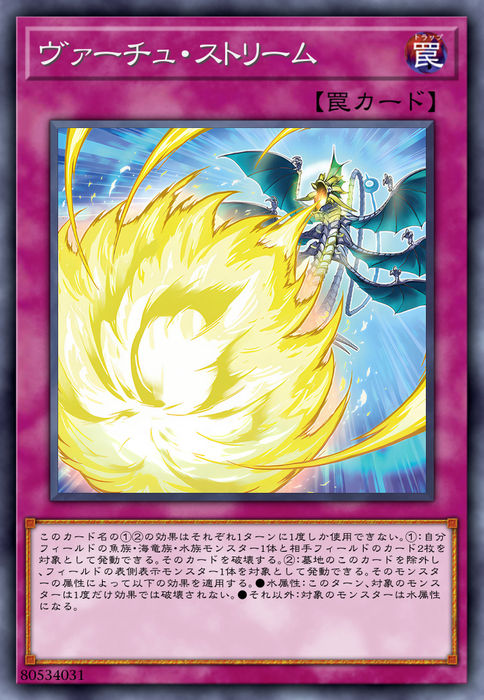 ヴァーチュ・ストリーム
トラップ
罠
【罠カード】
このカード名の①②の効果はそれぞれ1ターンに1度しか使用できない。①:自分
フィールドの魚族・海竜族・水族モンスター1体と相手フィールドのカード2枚を
対象として発動できる。そのカードを破壊する。②:墓地のこのカードを除外し
、フィールドの表側表示モンスター1体を対象として発動できる。そのモンスタ
ーの属性によって以下の効果を適用する。●水属性:このターン、対象のモンスタ
ーは1度だけ効果では破壊されない。●それ以外:対象のモンスターは水属性
になる。
80534031